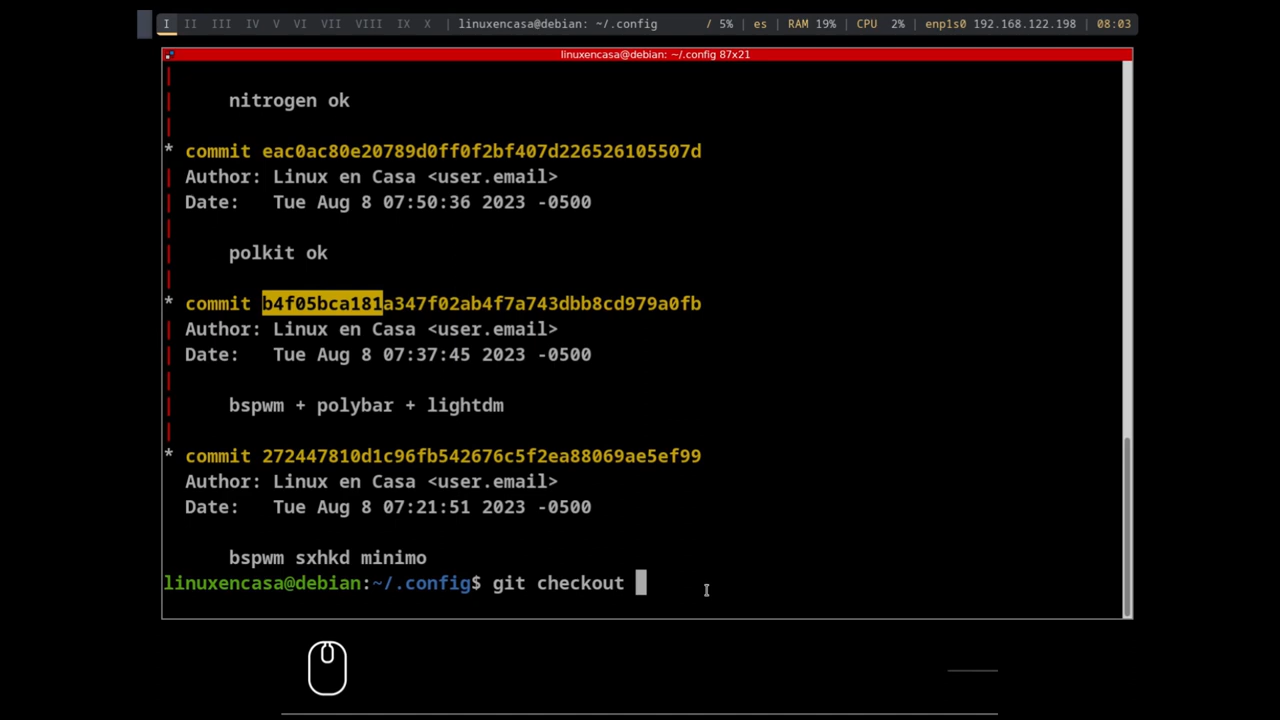 I II III IV V VI VII VIII IX X | linuxencasa@debian: ~/.config / 5% | es | RAM 19% | CPU 2% | enp1s0 192.168.122.198 | 08:03
linuxencasa@debian: ~/.config 87x21
|
| nitrogen ok
|
* commit eac0ac80e20789d0ff0f2bf407d226526105507d
| Author: Linux en Casa <user.email>
| Date: Tue Aug 8 07:50:36 2023 -0500
|
| polkit ok
|
* commit b4f05bca181a347f02ab4f7a743dbb8cd979a0fb
| Author: Linux en Casa <user.email>
| Date: Tue Aug 8 07:37:45 2023 -0500
|
| bspwm + polybar + lightdm
|
* commit 272447810d1c96fb542676c5f2ea88069ae5ef99
Author: Linux en Casa <user.email>
Date: Tue Aug 8 07:21:51 2023 -0500
bspwm sxhkd minimo
linuxencasa@debian:~/.config$ git checkout